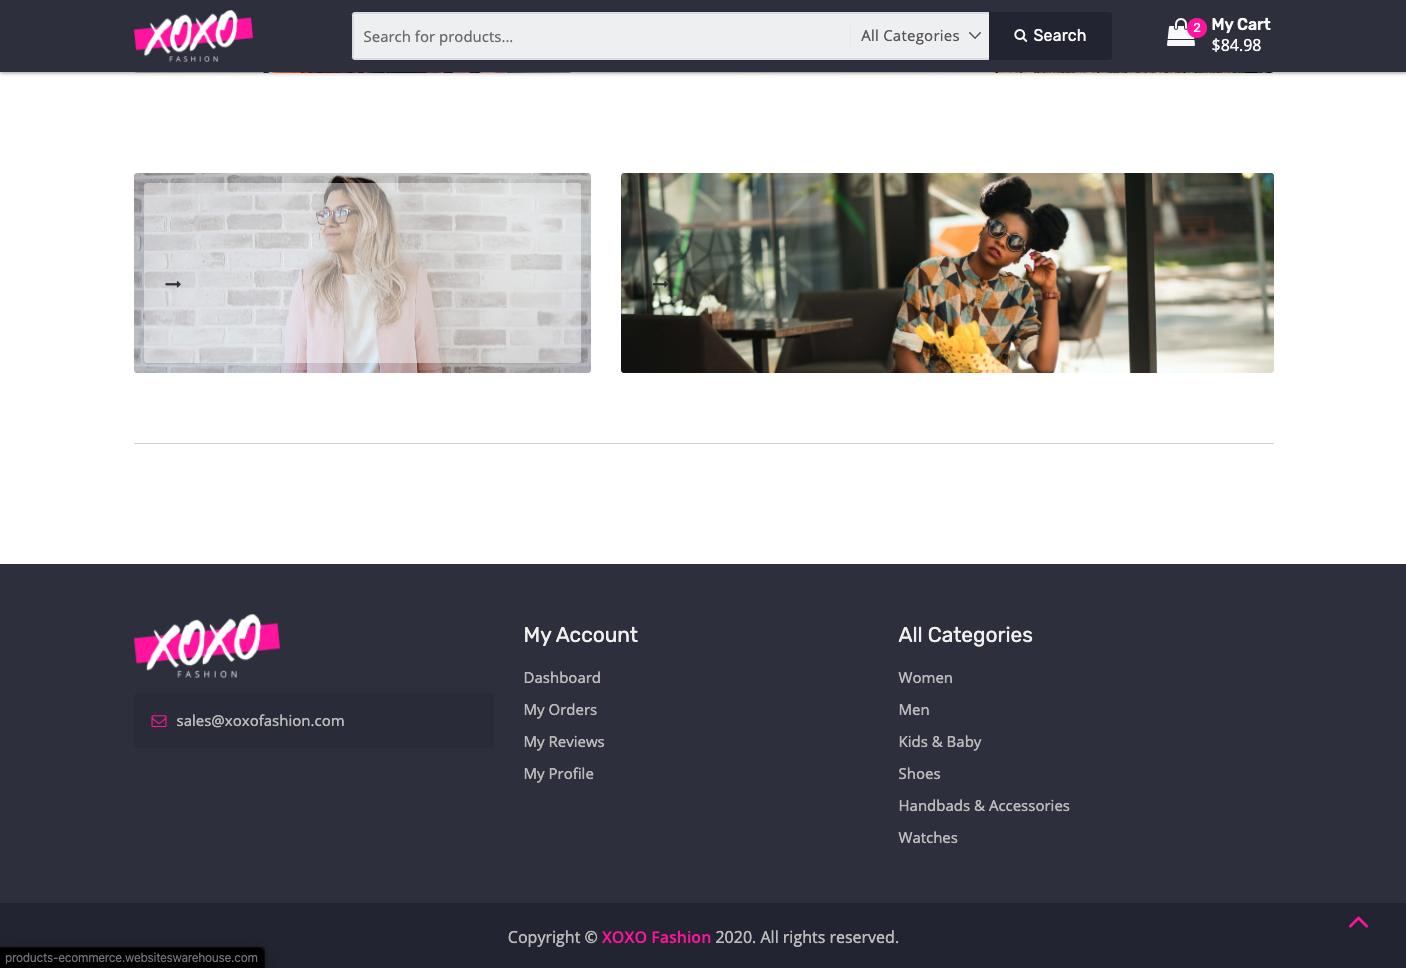 XOXO
FASHION
Search for products...
All Categories
Search
2
My Cart
$84.98
XOXO
FASHION
sales@xoxofashion.com
My Account
Dashboard
My Orders
My Reviews
My Profile
All Categories
Women
Men
Kids & Baby
Shoes
Handbads & Accessories
Watches
Copyright © XOXO Fashion 2020. All rights reserved.
products-ecommerce.websiteswarehouse.com